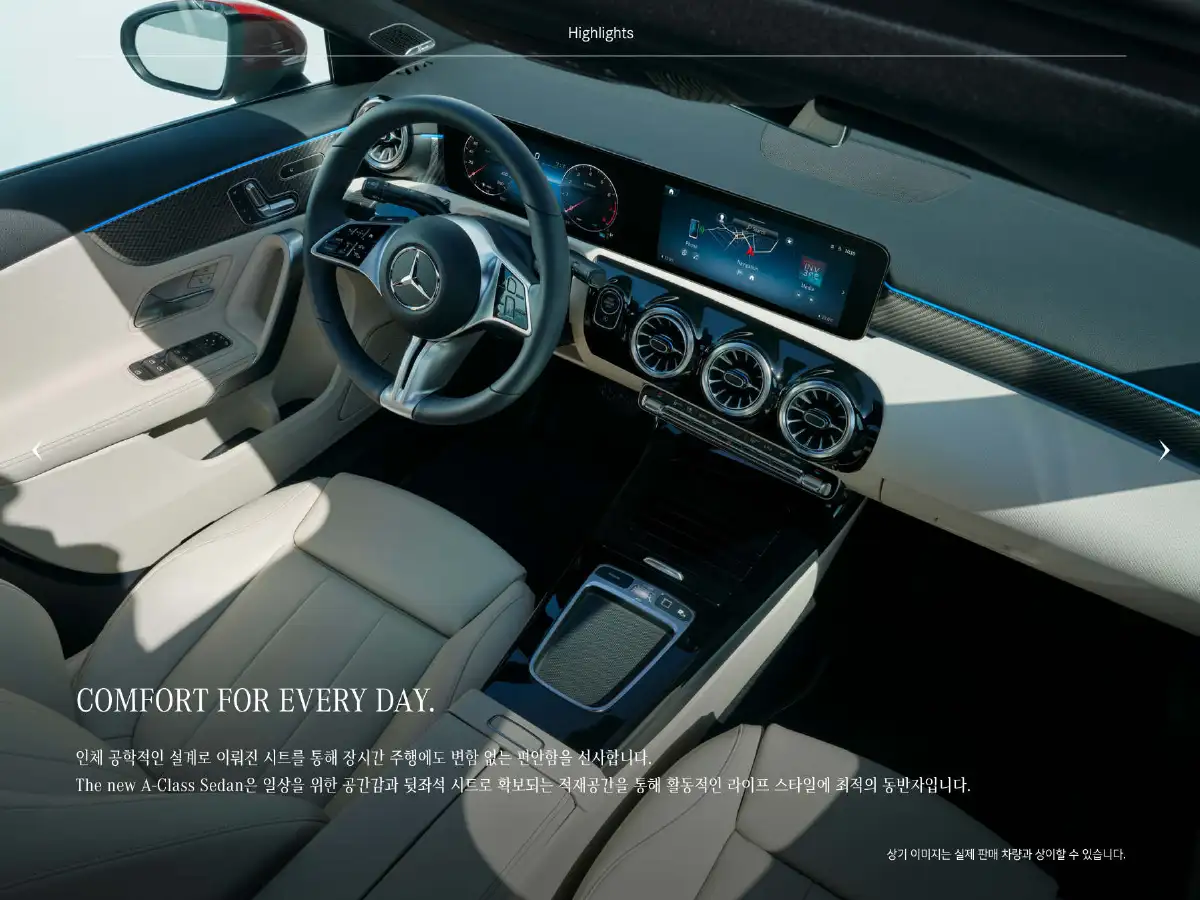 Highlights
COMFORT FOR EVERY DAY.
인체 공학적인 설계로 이뤄진 시트를 통해 장시간 주행에도 변함 없는 편안함을 선사합니다.
The new A-Class Sedan은 일상을 위한 공간감과 뒷좌석 시트로 확보되는 적재공간을 통해 활동적인 라이프 스타일에 최적의 동반자입니다.
상기 이미지는 실제 판매 차량과 상이할 수 있습니다.